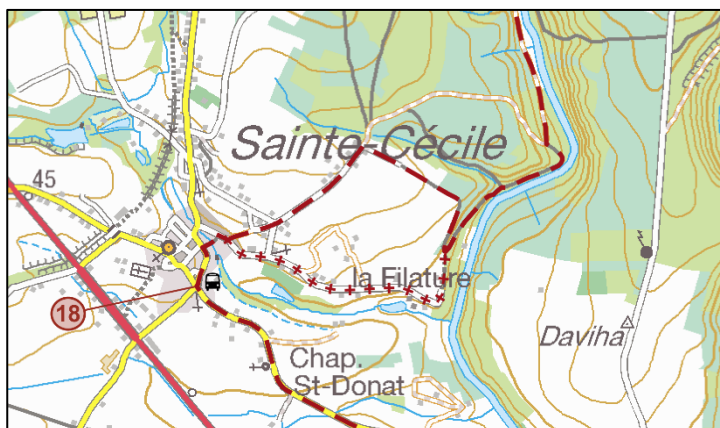 Sainte-Cécile
45
la Filature
18
Daviha
Chap.
St-Donat